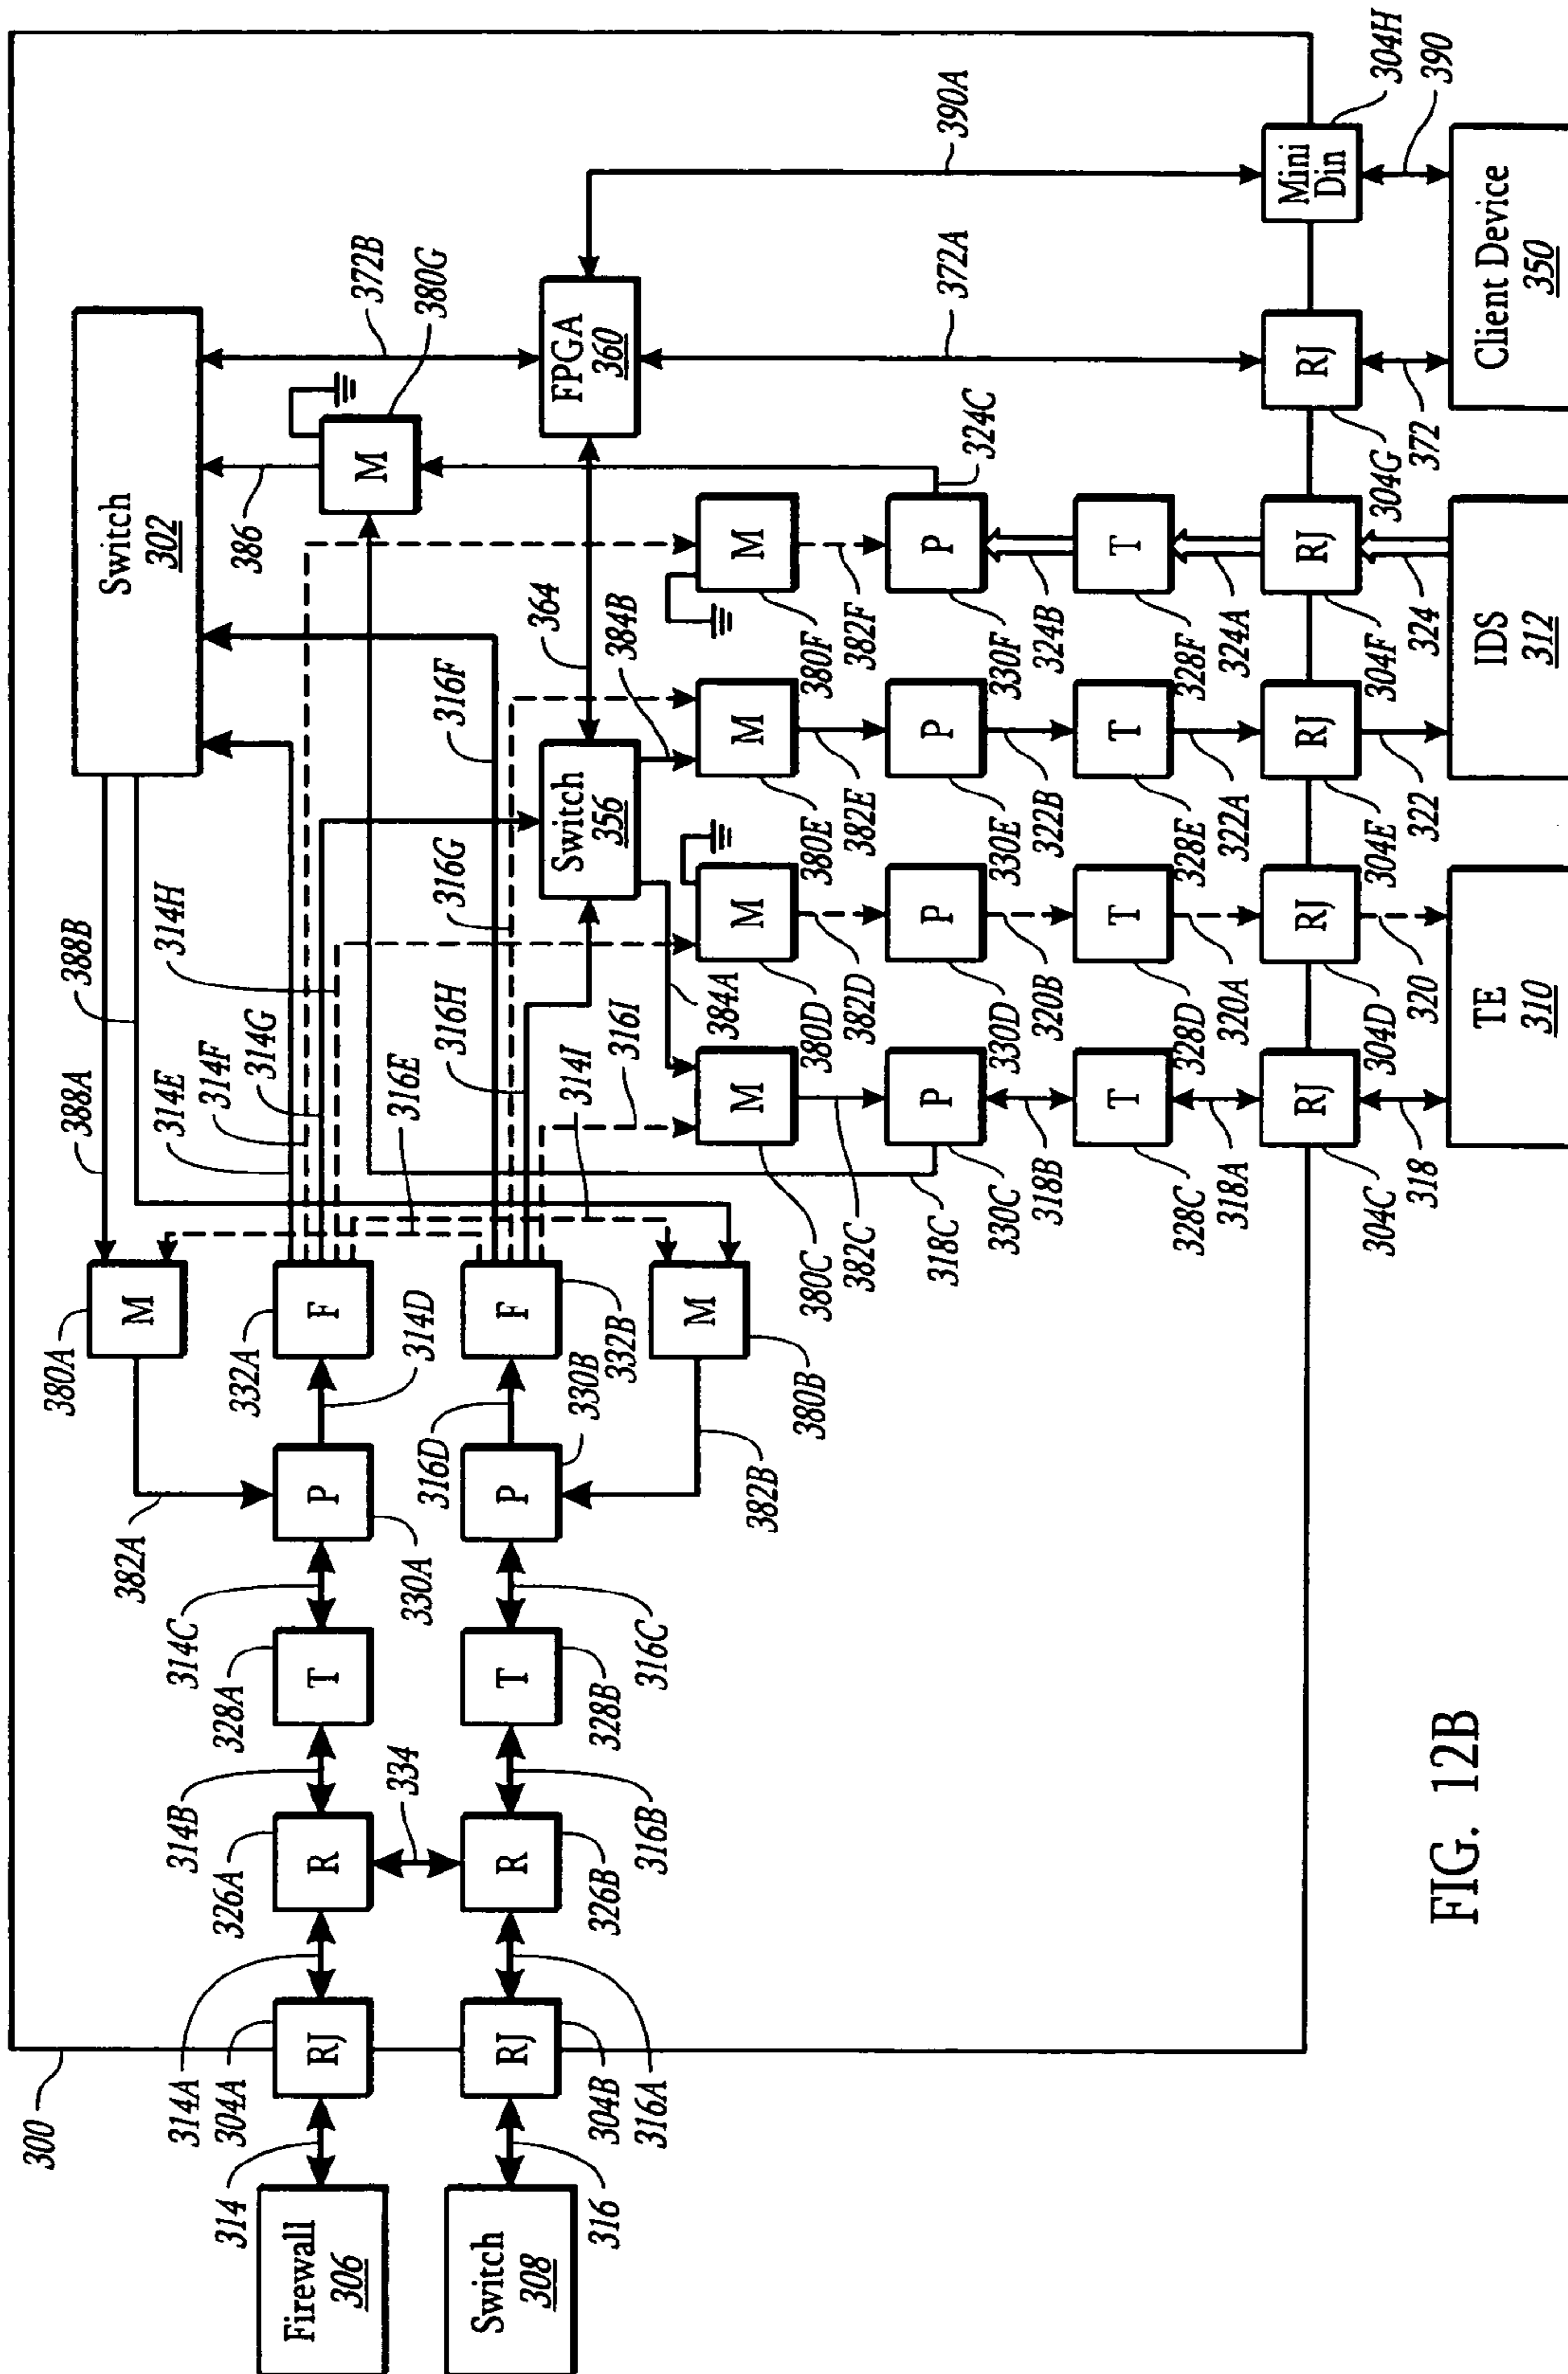 300
Firewall
306
314
304A
314A
RJ
326A
R
314B
328A
T
314C
330A
P
314D
332A
F
382A
380A
M
Switch
308
316
304B
316A
RJ
326B
R
316B
328B
T
316C
330B
P
316D
332B
F
382B
380B
M
334
388A
388B
314E
314F
314G
314H
314I
316E
316F
316G
316H
316I
Switch
302
386
372B
380G
M
FPGA
360
364
Switch
356
384A
384B
390A
372A
324C
318C
M
M
M
M
380C
382C
380D
382D
380E
382E
380F
382F
P
P
P
P
330C
318B
330D
320B
330E
322B
330F
324B
T
T
T
T
328C
318A
328D
320A
328E
322A
328F
324A
RJ
RJ
RJ
RJ
RJ
Mini
Din
304C
318
304D
320
304E
322
304F
324
304G
372
304H
390
TE
310
IDS
312
Client Device
350
FIG. 12B